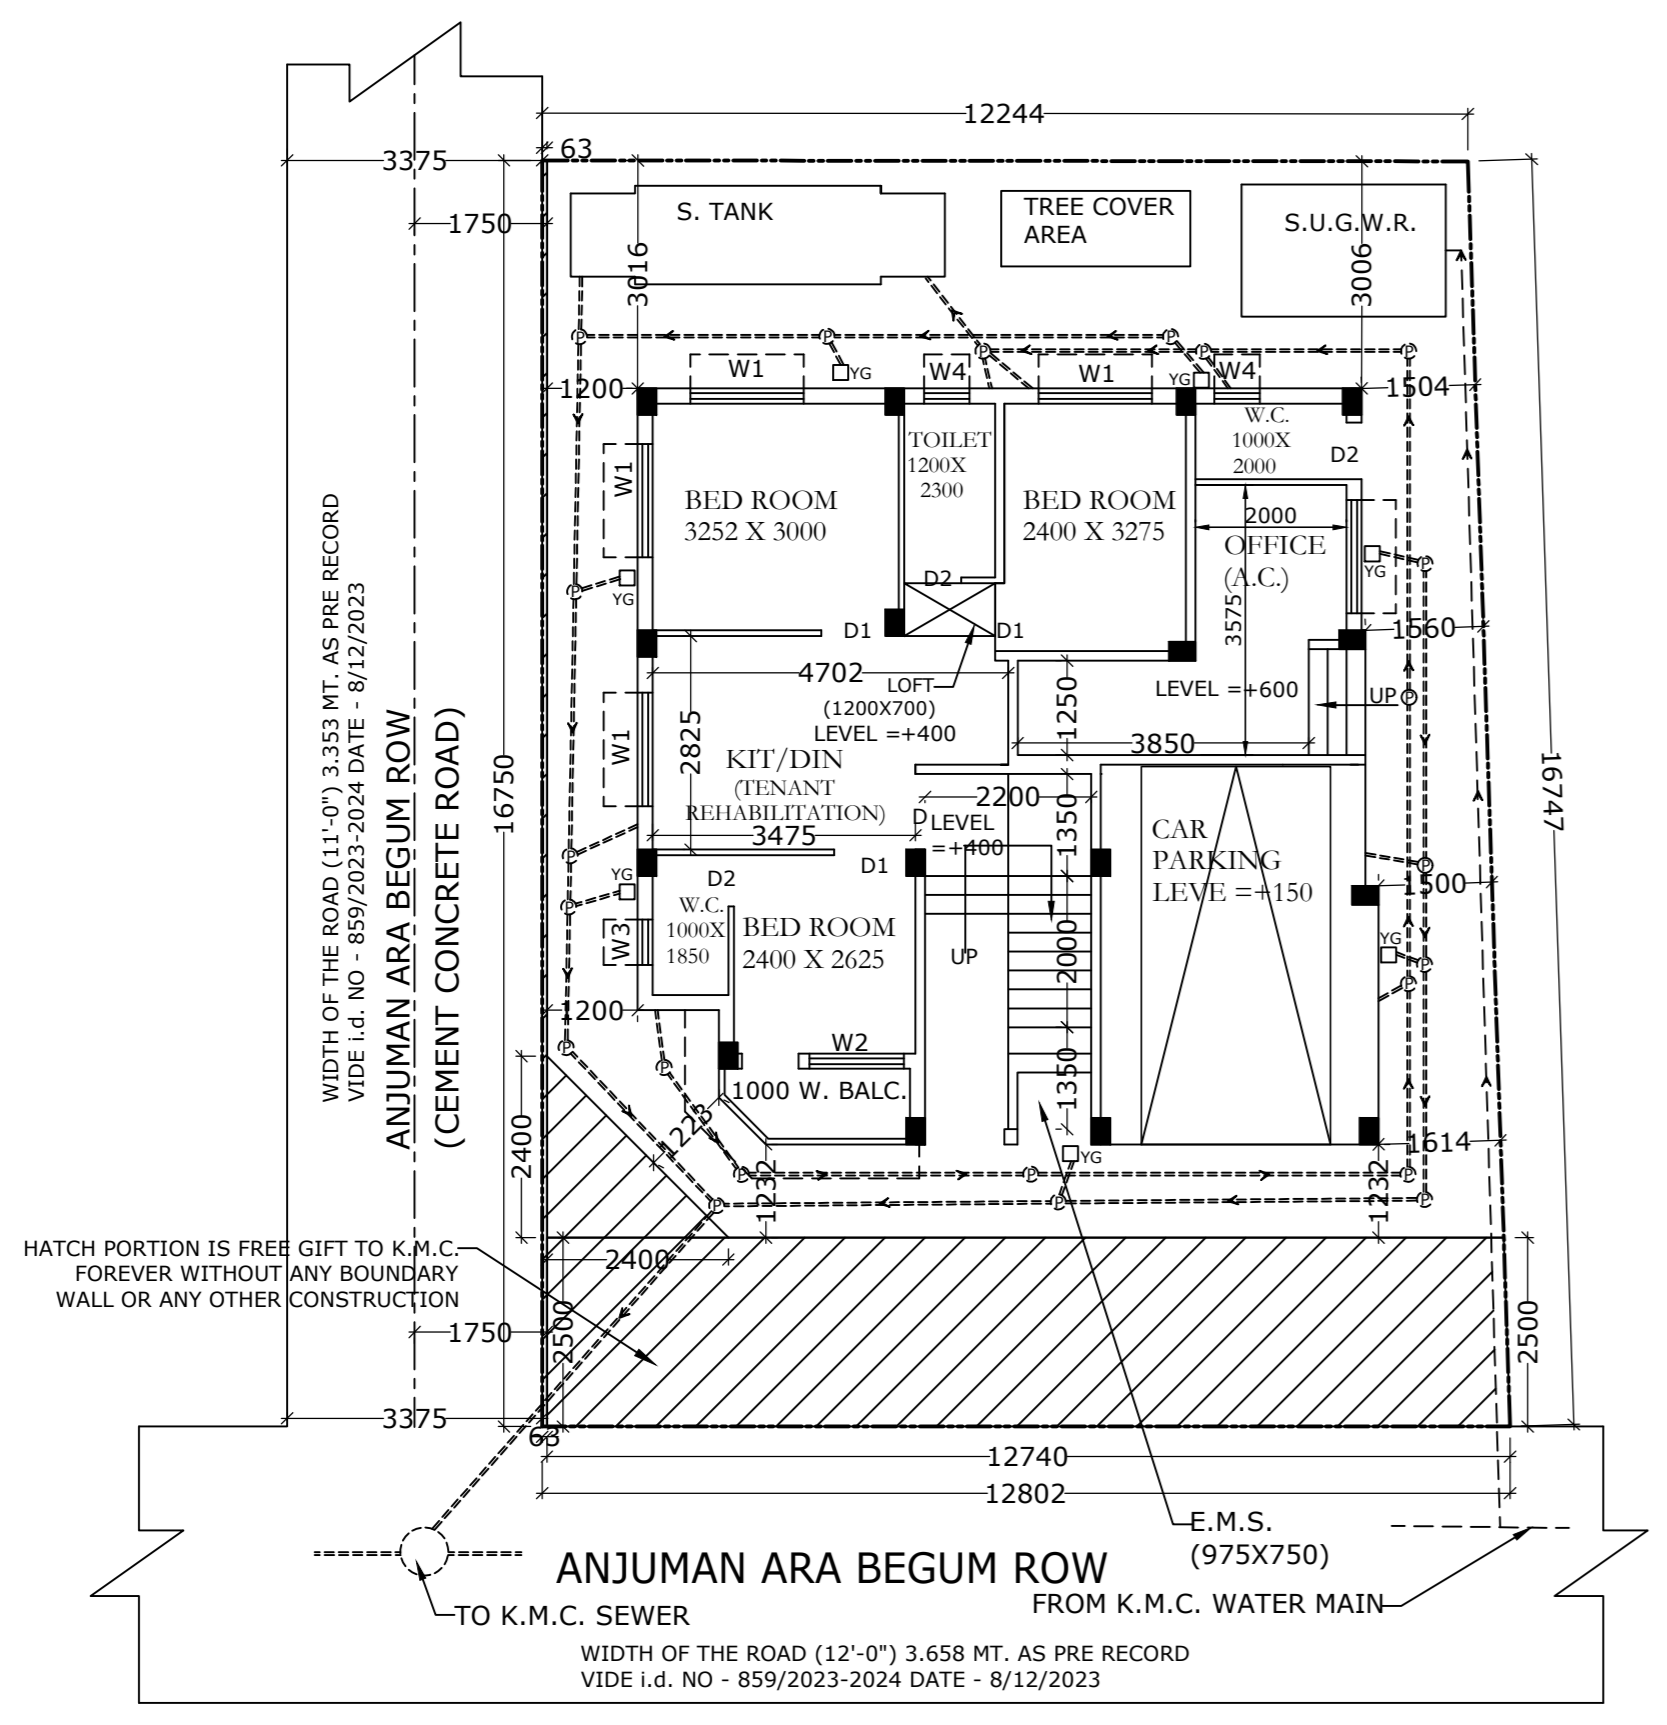 12244
3375
63
1750
S. TANK
TREE COVER
AREA
S.U.G.W.R.
3016
3006
P
P
P
P
P
P
W1
YG
W4
W1
YG
W4
1200
1504
W1
BED ROOM
3252 X 3000
TOILET
1200X
2300
BED ROOM
2400 X 3275
W.C.
1000X
2000
D2
2000
OFFICE
(A.C.)
3575
YG
P
P
YG
D2
D1
D1
1560
4702
LOFT
(1200X700)
LEVEL =+400
1250
LEVEL =+600
UP
3850
W1
2825
KIT/DIN
(TENANT
REHABILITATION)
3475
2200
D
LEVEL
=+400
1350
CAR
PARKING
LEVE =+150
16747
16750
P
P
1500
YG
D2
D1
P
W3
W.C.
1000X
1850
BED ROOM
2400 X 2625
UP
2000
YG
P
P
1200
P
P
W2
1000 W. BALC.
1350
1223
2400
1232
YG
1232
1614
P
P
P
P
P
P
WIDTH OF THE ROAD (11'-0") 3.353 MT. AS PRE RECORD
VIDE i.d. NO - 859/2023-2024 DATE - 8/12/2023
ANJUMAN ARA BEGUM ROW
(CEMENT CONCRETE ROAD)
HATCH PORTION IS FREE GIFT TO K.M.C.
FOREVER WITHOUT ANY BOUNDARY
WALL OR ANY OTHER CONSTRUCTION
2400
2500
2500
1750
3375
63
12740
12802
E.M.S.
(975X750)
ANJUMAN ARA BEGUM ROW
FROM K.M.C. WATER MAIN
TO K.M.C. SEWER
WIDTH OF THE ROAD (12'-0") 3.658 MT. AS PRE RECORD
VIDE i.d. NO - 859/2023-2024 DATE - 8/12/2023